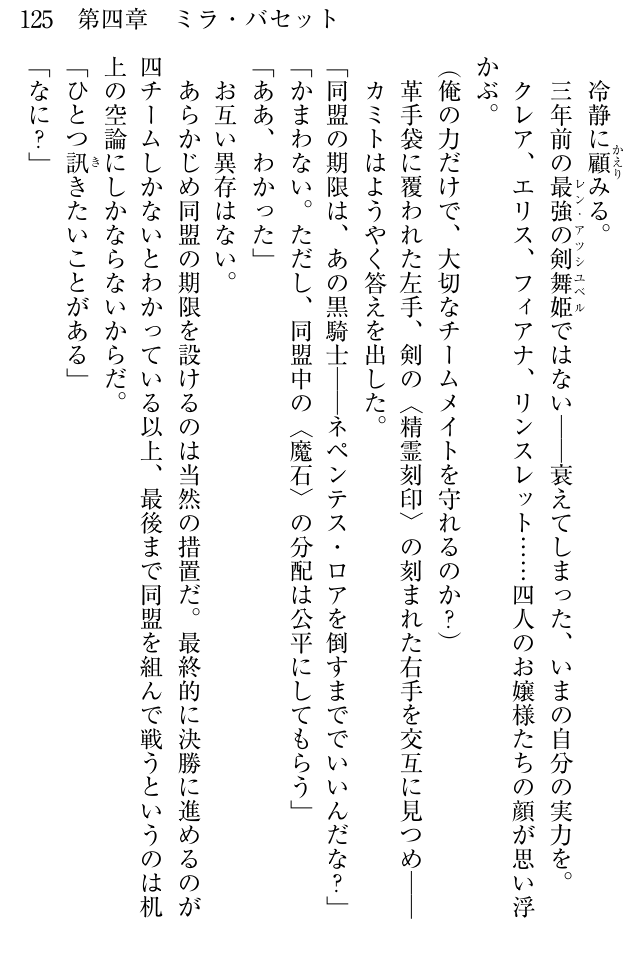 125　第四章　ミラ・バセット
冷静に顧みる。
三年前の最強の剣舞姫ではない――衰えてしまった、いまの自分の実力を。
クレア、エリス、フィアナ、リンスレット……四人のお嬢様たちの顔が思い浮
かぶ。
（俺の力だけで、大切なチームメイトを守れるのか？）
革手袋に覆われた左手、剣の〈精霊刻印〉の刻まれた右手を交互に見つめ――
カミトはようやく答えを出した。
「同盟の期限は、あの黒騎士――ネペンテス・ロアを倒すまででいいんだな？」
「かまわない。ただし、同盟中の〈魔石〉の分配は公平にしてもらう」
「ああ、わかった」
お互い異存はない。
あらかじめ同盟の期限を設けるのは当然の措置だ。最終的に決勝に進めるのが
四チームしかないとわかっている以上、最後まで同盟を組んで戦うというのは机
上の空論にしかならないからだ。
「ひとつ訊きたいことがある」
「なに？」
かえり
レン・アッシュベル
き